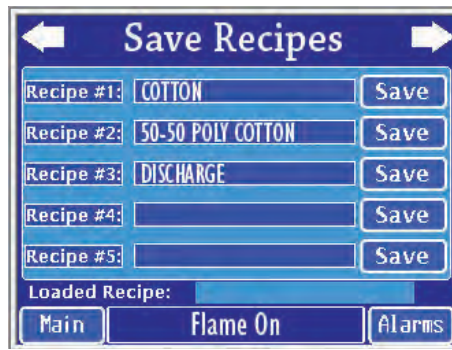 Save Recipes
Recipe #1: COTTON Save
Recipe #2: 50-50 POLY COTTON Save
Recipe #3: DISCHARGE Save
Recipe #4: Save
Recipe #5: Save
Loaded Recipe:
Main Flame On Alarms